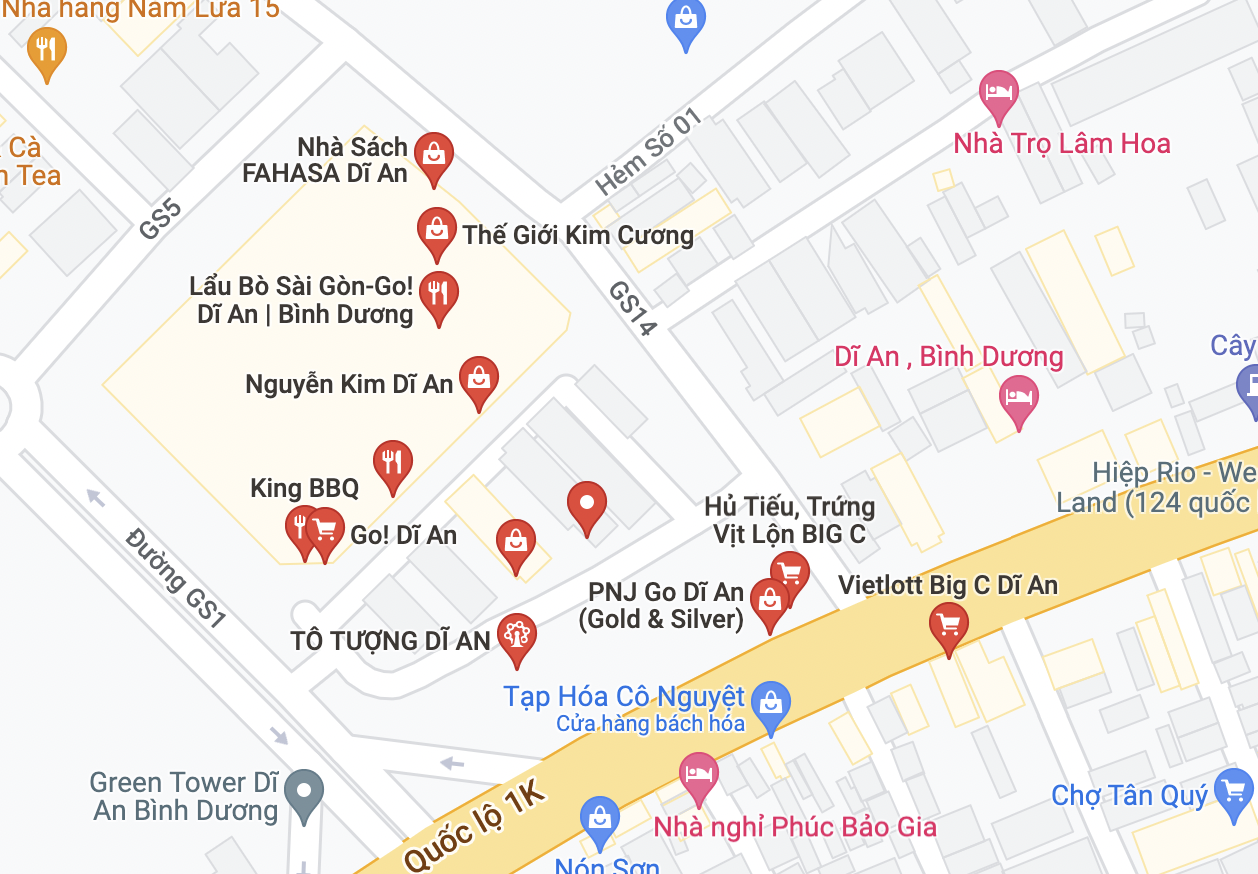 Nhà hàng Nam Lửa 15
Cà
Tea
GS5
Nhà Sách
FAHASA Dĩ An
Thế Giới Kim Cương
Lẩu Bò Sài Gòn-Go!
Dĩ An | Bình Dương
Nguyễn Kim Dĩ An
King BBQ
Go! Dĩ An
TÔ TƯỢNG DĨ AN
Đường GS1
Hẻm Số 01
GS14
Nhà Trọ Lâm Hoa
Dĩ An , Bình Dương
Cây
Hiệp Rio - We
Land (124 quốc
Hủ Tiếu, Trứng
Vịt Lộn BIG C
PNJ Go Dĩ An
(Gold & Silver)
Vietlott Big C Dĩ An
Tạp Hóa Cô Nguyệt
Cửa hàng bách hóa
Green Tower Dĩ
An Bình Dương
Quốc lộ 1K
Nhà nghỉ Phúc Bảo Gia
Chợ Tân Quý
Nón Sơn